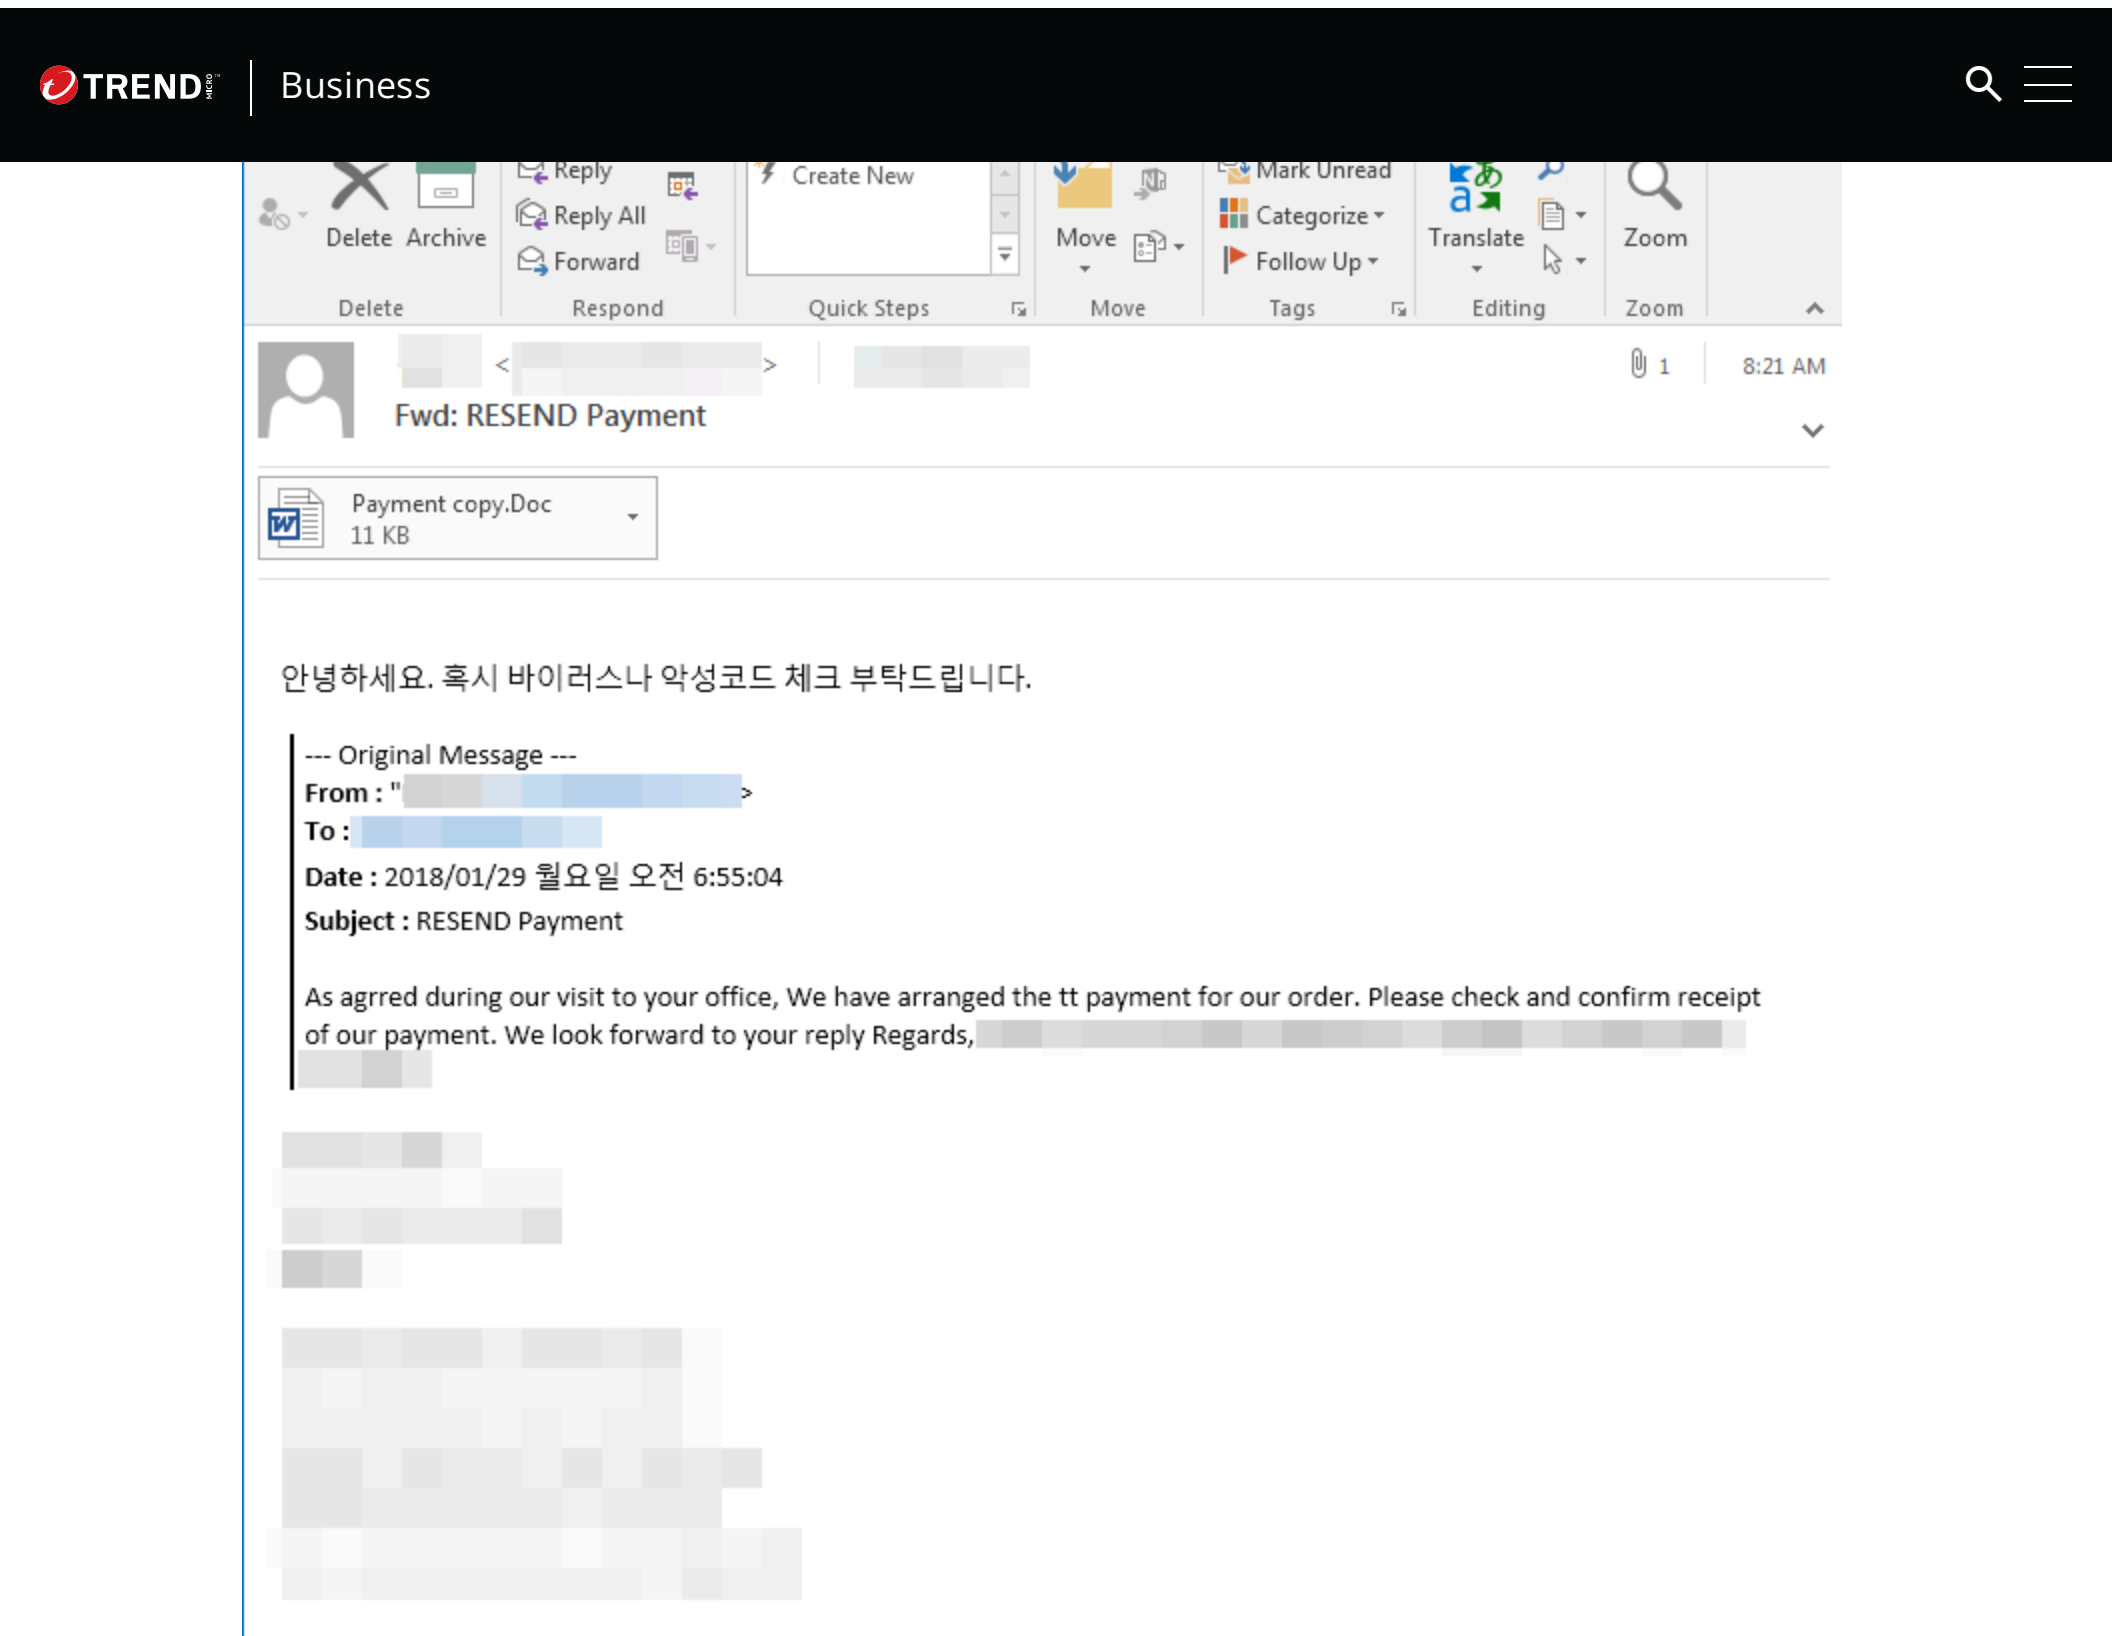 TREND MICRO Business
Reply
Create New
Mark Unread
Delete Archive Reply All Move Categorize Translate Zoom
Forward Follow Up
Delete Respond Quick Steps Move Tags Editing Zoom
< > 1 8:21 AM
Fwd: RESEND Payment
Payment copy.Doc
11 KB
안녕하세요. 혹시 바이러스나 악성코드 체크 부탁드립니다.
--- Original Message ---
From : " >
To :
Date : 2018/01/29 월요일 오전 6:55:04
Subject : RESEND Payment
As agrred during our visit to your office, We have arranged the tt payment for our order. Please check and confirm receipt
of our payment. We look forward to your reply Regards,